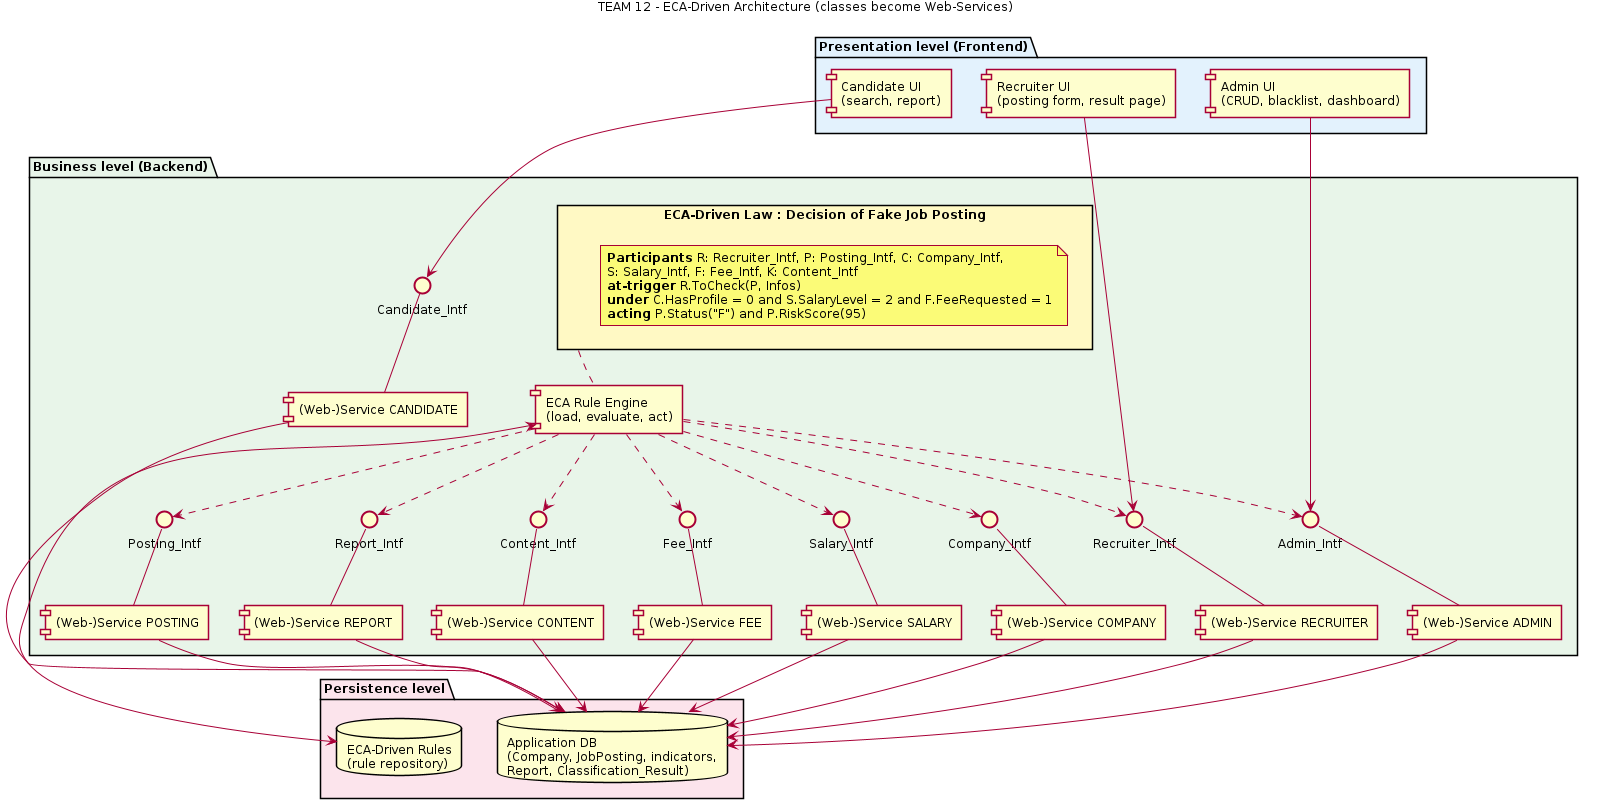 TEAM 12 - ECA-Driven Architecture (classes become Web-Services)
Presentation level (Frontend)
Candidate UI
(search, report)
Recruiter UI
(posting form, result page)
Admin UI
(CRUD, blacklist, dashboard)
Business level (Backend)
ECA-Driven Law : Decision of Fake Job Posting
Participants R: Recruiter_Intf, P: Posting_Intf, C: Company_Intf,
S: Salary_Intf, F: Fee_Intf, K: Content_Intf
at-trigger R.ToCheck(P, Infos)
under C.HasProfile = 0 and S.SalaryLevel = 2 and F.FeeRequested = 1
acting P.Status("F") and P.RiskScore(95)
Candidate_Intf
(Web-)Service CANDIDATE
ECA Rule Engine
(load, evaluate, act)
Posting_Intf
Report_Intf
Content_Intf
Fee_Intf
Salary_Intf
Company_Intf
Recruiter_Intf
Admin_Intf
(Web-)Service POSTING
(Web-)Service REPORT
(Web-)Service CONTENT
(Web-)Service FEE
(Web-)Service SALARY
(Web-)Service COMPANY
(Web-)Service RECRUITER
(Web-)Service ADMIN
Persistence level
ECA-Driven Rules
(rule repository)
Application DB
(Company, JobPosting, indicators,
Report, Classification_Result)